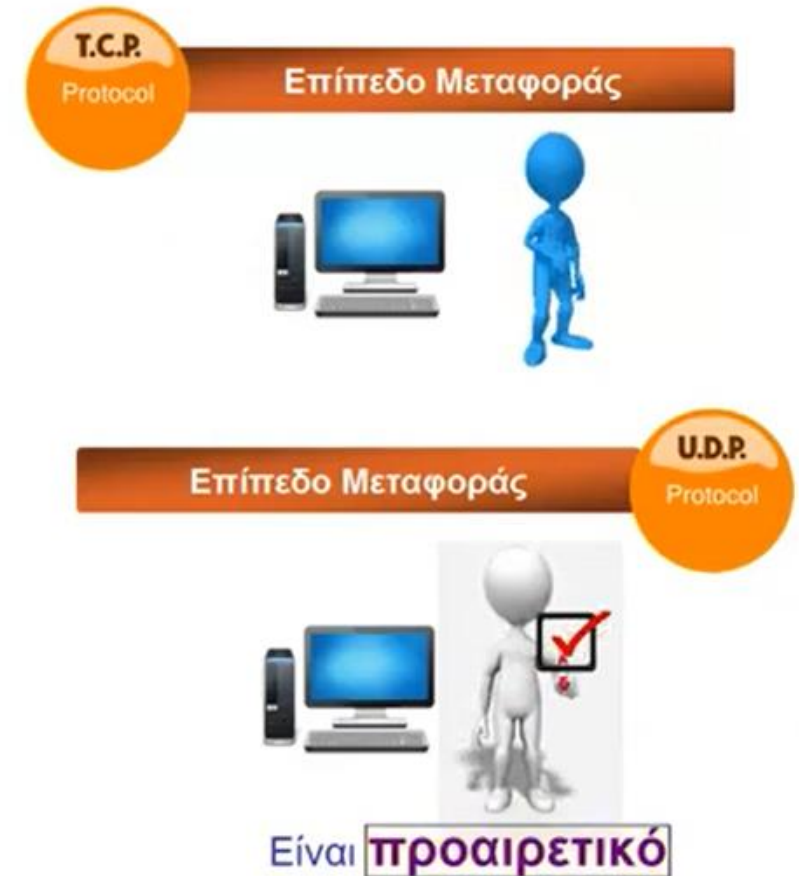 T.C.P.
Protocol
Επίπεδο Μεταφοράς
Επίπεδο Μεταφοράς
U.D.P.
Protocol
Είναι προαιρετικό